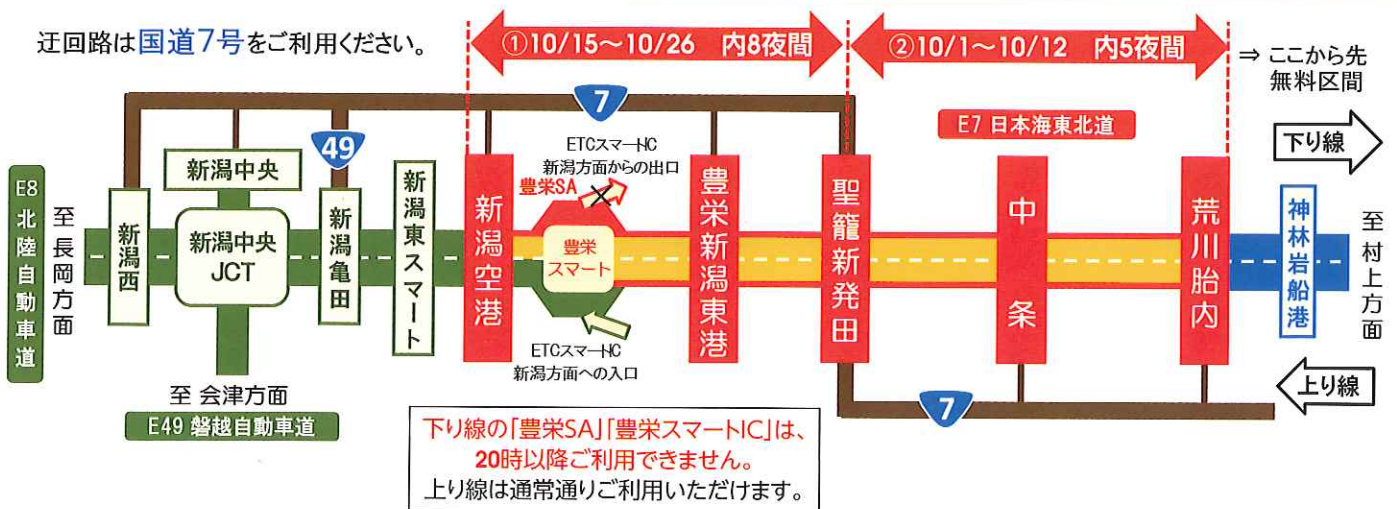 迂回路は国道7号をご利用ください。
①10/15～10/26 内8夜間
②10/1～10/12 内5夜間
⇒ ここから先
無料区間
7
E7 日本海東北道
下り線
49
ETCスマートIC
新潟方面からの出口
豊栄SA
E8 北陸自動車道
至 長岡方面
新潟西
新潟中央
新潟中央
JCT
新潟亀田
新潟東スマート
新潟空港
豊栄
スマート
豊栄新潟東港
聖籠新発田
中条
荒川胎内
神林岩船港
至 村上方面
ETCスマートIC
新潟方面への入口
至 会津方面
E49 磐越自動車道
上り線
7
下り線の「豊栄SA」「豊栄スマートIC」は、
20時以降ご利用できません。
上り線は通常通りご利用いただけます。